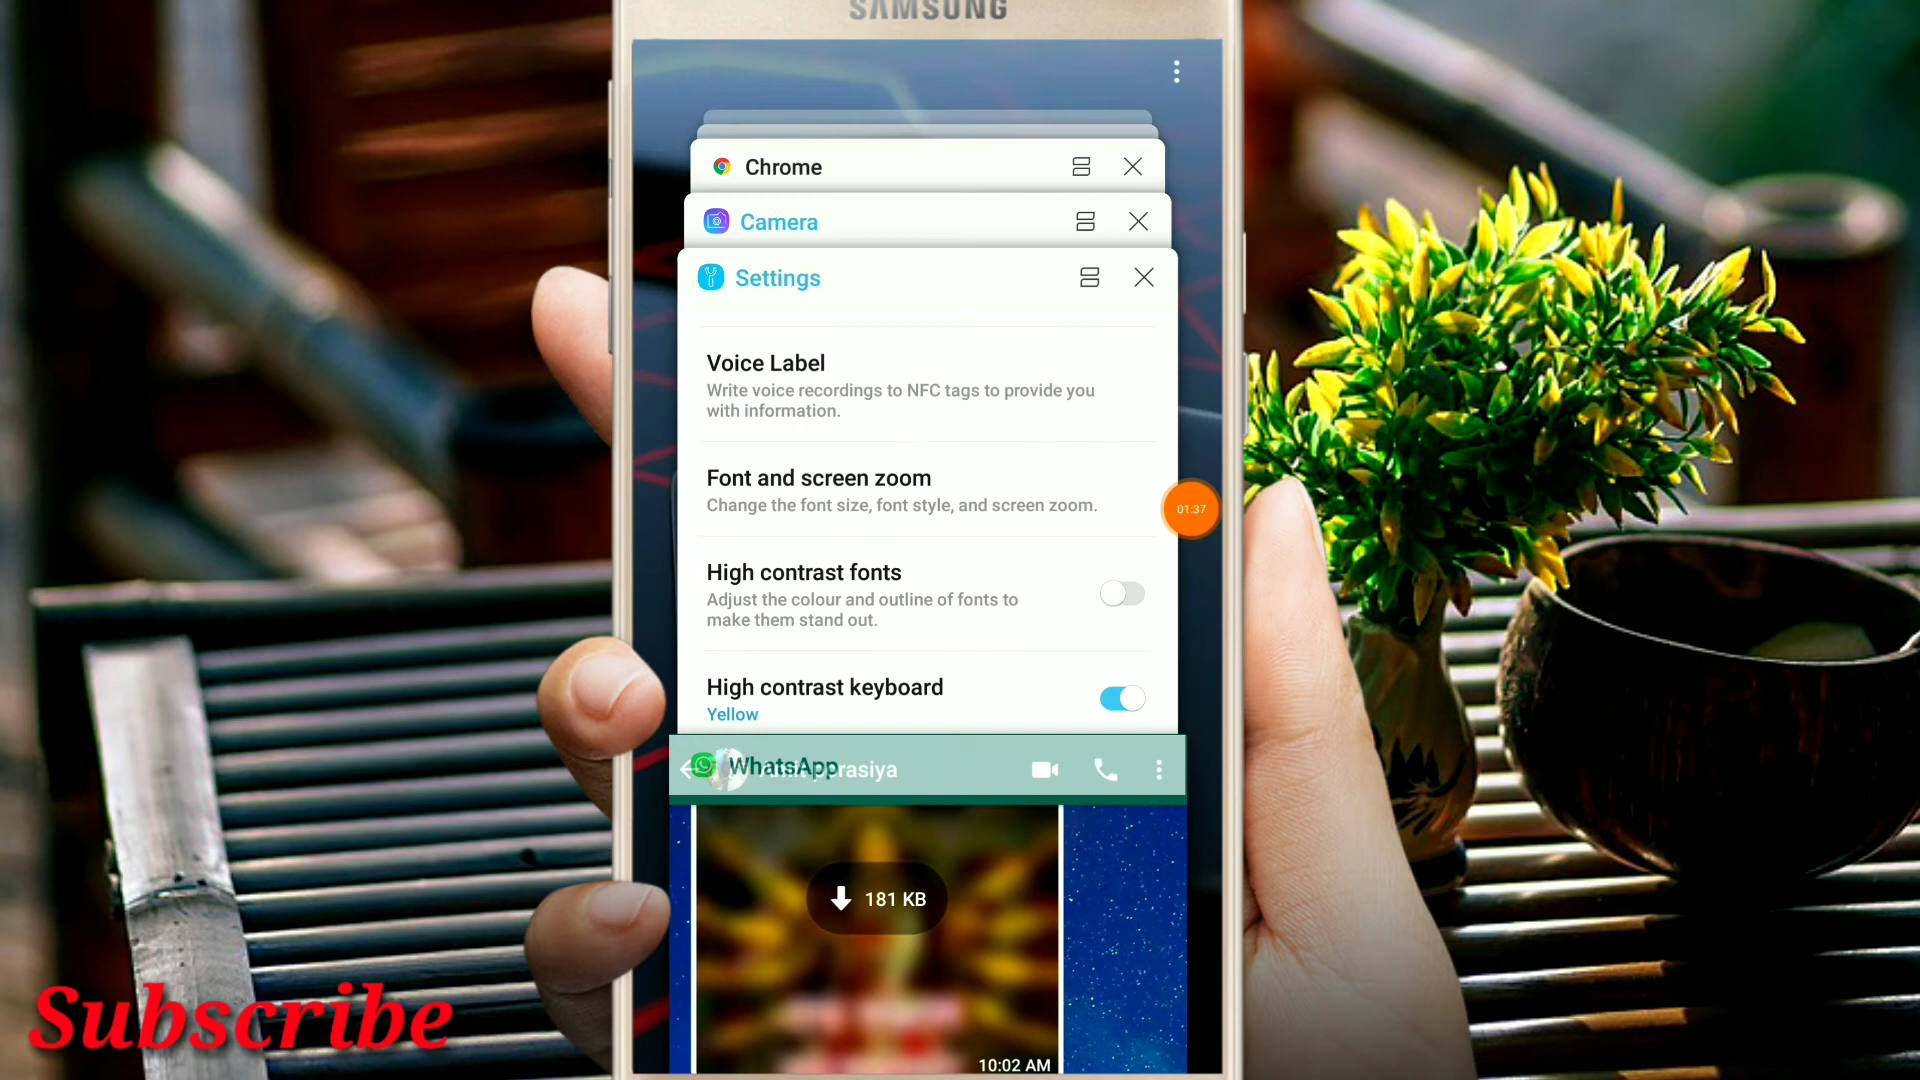 SAMSUNG
Chrome
Camera
Settings
Voice Label
Write voice recordings to NFC tags to provide you
with information.
Font and screen zoom
Change the font size, font style, and screen zoom.
01:37
High contrast fonts
Adjust the colour and outline of fonts to
make them stand out.
High contrast keyboard
Yellow
WhatsApp
181 KB
10:02 AM
Subscribe